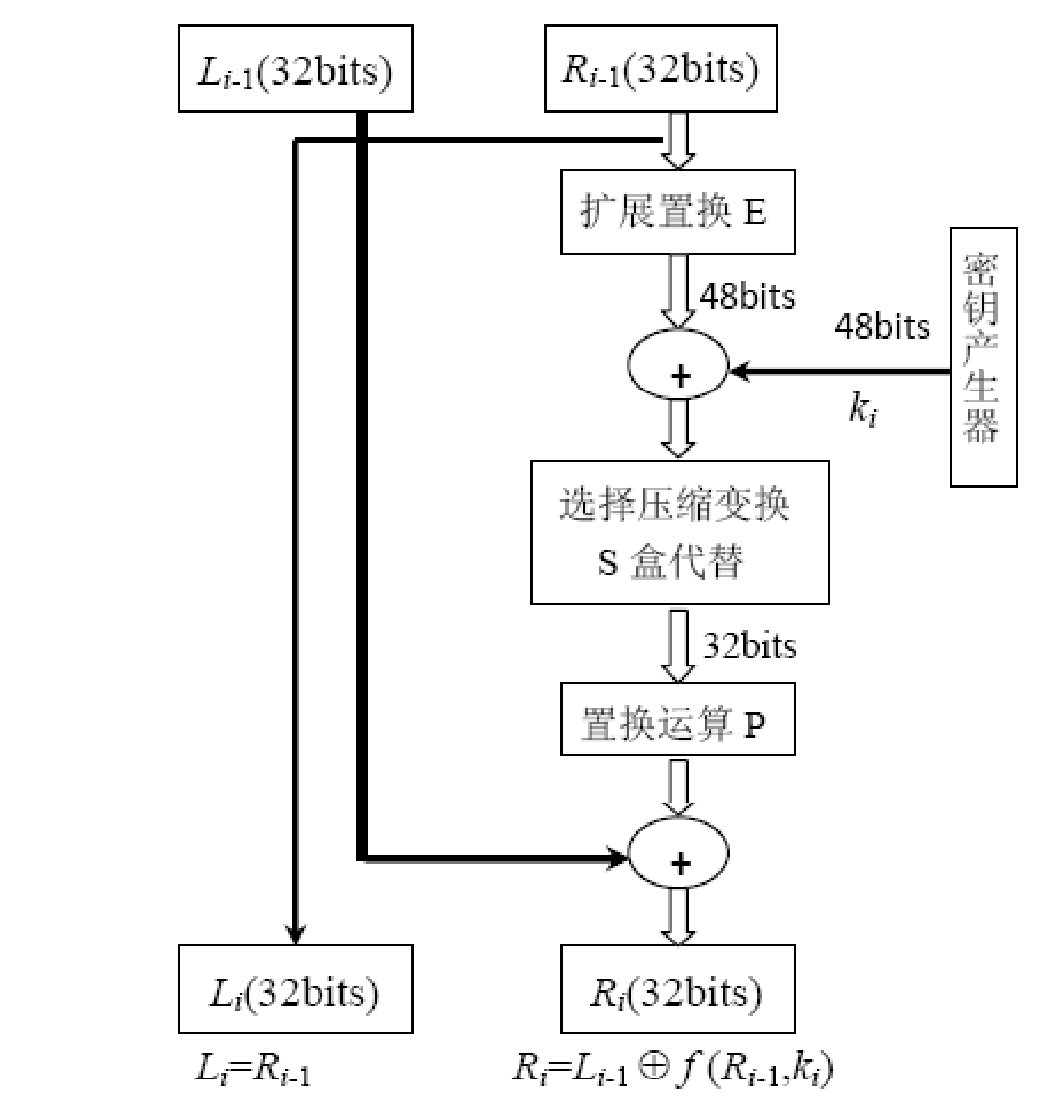 L_{i-1}(32bits)
R_{i-1}(32bits)
扩展置换 E
48bits
48bits
密钥产生器
+
k_i
选择压缩变换
S 盒代替
32bits
置换运算 P
+
L_i(32bits)
R_i(32bits)
L_i=R_{i-1}
R_i=L_{i-1}⊕f(R_{i-1},k_i)